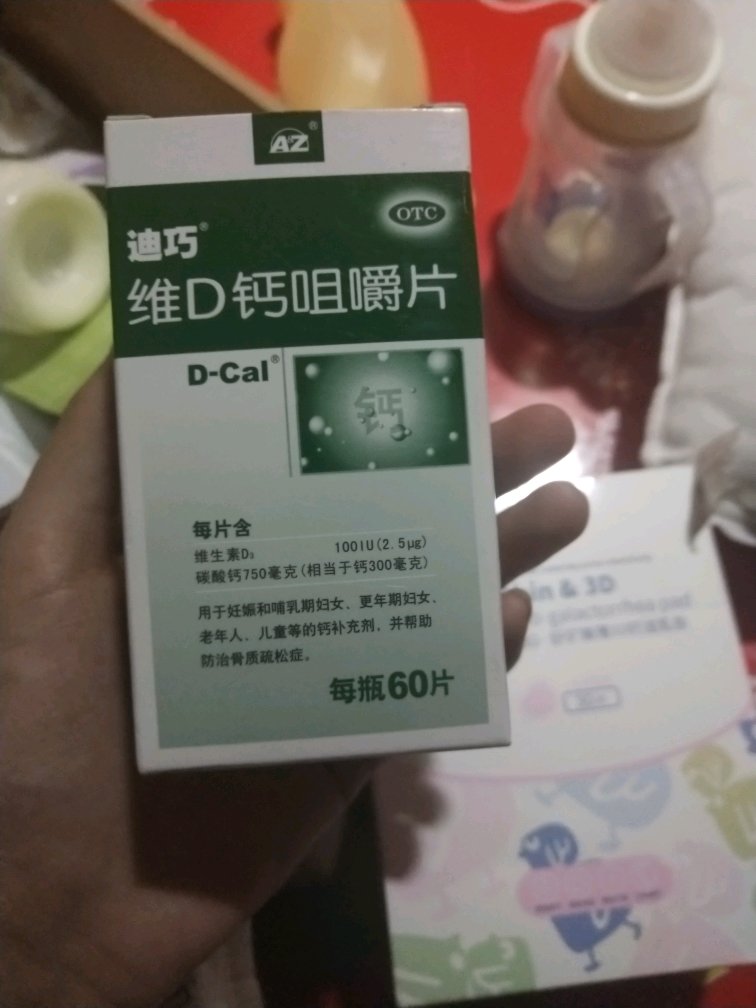 AZ®
OTC
迪巧®
维D钙咀嚼片
D-Cal®
钙
每片含
维生素D₃ 100IU(2.5μg)
碳酸钙750毫克(相当于钙300毫克)
用于妊娠和哺乳期妇女、更年期妇女、
老年人、儿童等的钙补充剂，并帮助
防治骨质疏松症。
每瓶60片
in & 3D